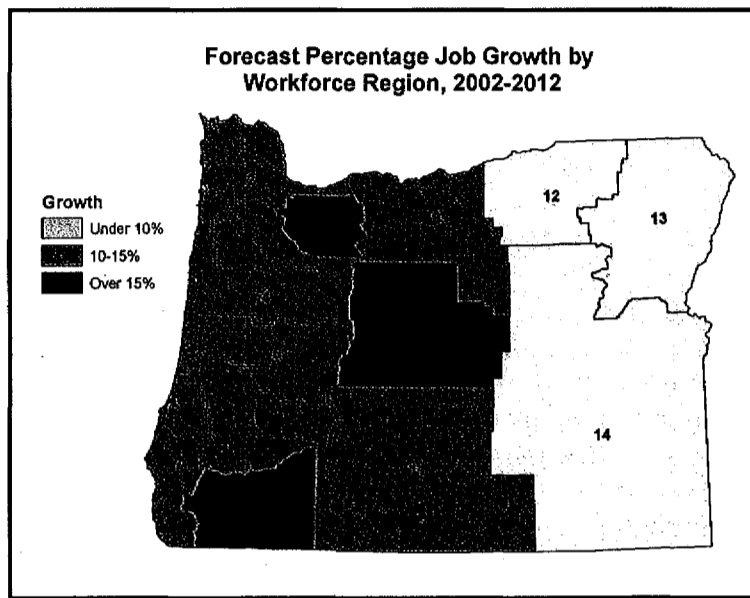 Forecast Percentage Job Growth by
Workforce Region, 2002-2012
Growth
Under 10%
10-15%
Over 15%
12
13
14